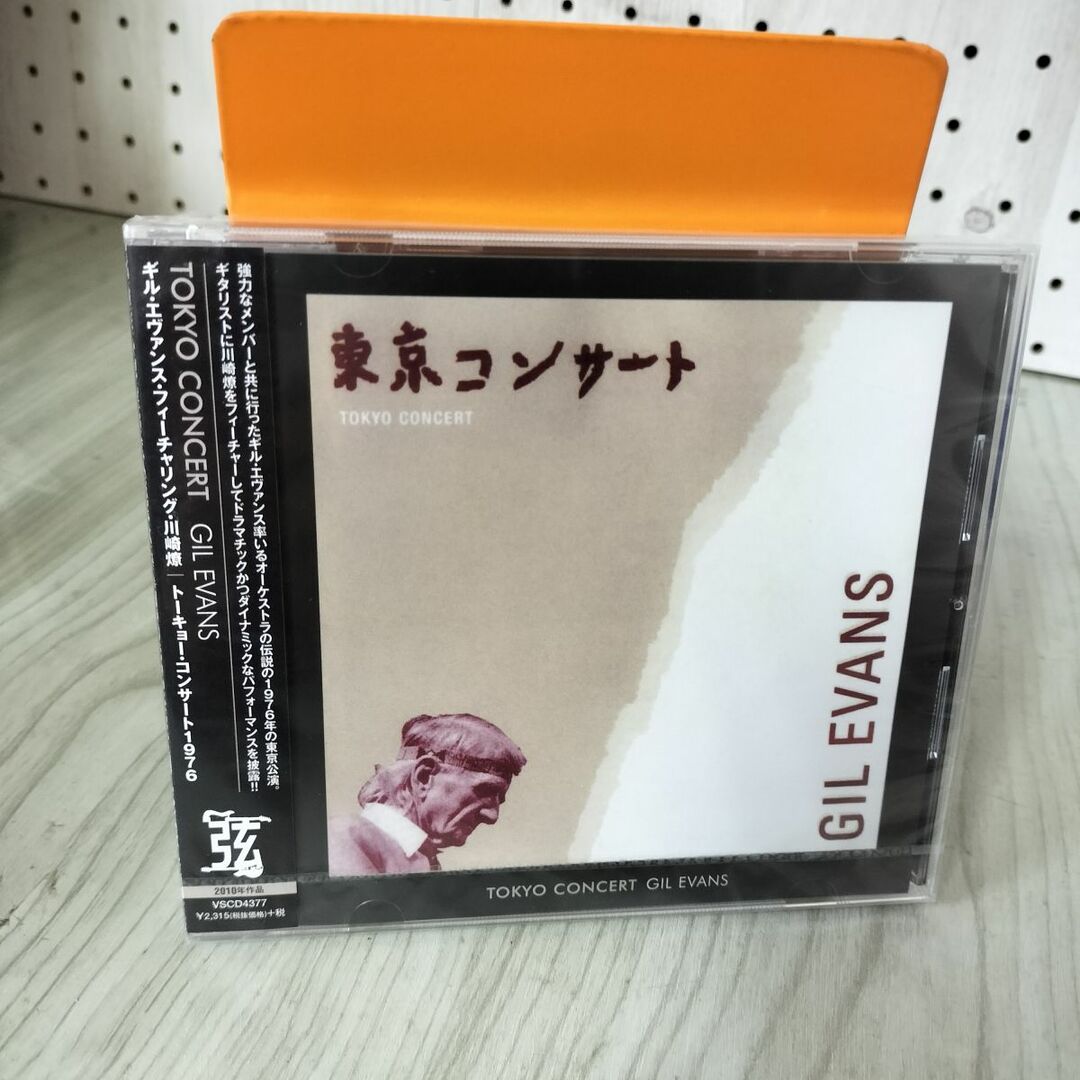 強力なメンバーと共に行ったギル・エヴァンス率いるオーケストラの伝説の1976年の東京公演。
ギタリストに川崎燎をフィーチャーしてドラマチックかつダイナミックなパフォーマンスを披露!!
TOKYO CONCERT GIL EVANS
ギル・エヴァンス・フィーチャリング・川崎燎|トーキョー・コンサート1976
弦
2010年作品
VSCD4377
¥2,315(税抜価格)+税
東京コンサート
TOKYO CONCERT
GIL EVANS
TOKYO CONCERT GIL EVANS